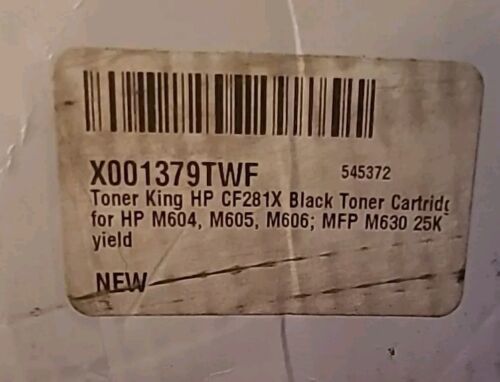 X001379TWF 545372
Toner King HP CF281X Black Toner Cartridg
for HP M604, M605, M606; MFP M630 25K
yield
NEW